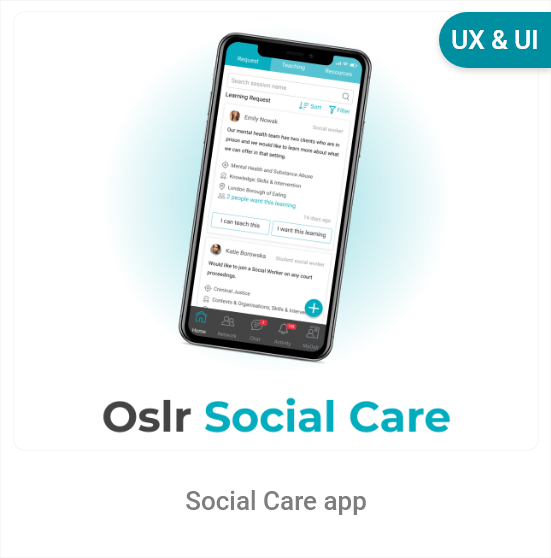 UX & UI
Request Teaching Resources
Search session name
Learning Request Sort Filter
Emily Nowak Social worker
Our mental health team has two clients who are in
prison and we would like to learn more about what
we can offer in that setting.
Mental Health and Substance Abuse
Knowledge, Skills & Intervention
London Borough of Ealing
2 people want this learning
14 days ago
I can teach this I want this learning
Katie Borowska Student social worker
Would like to join a Social Worker on any court
proceedings.
Criminal Justice
Contexts & Organisations, Skills & Interven
Home Network Chat Activity
Oslr Social Care
Social Care app